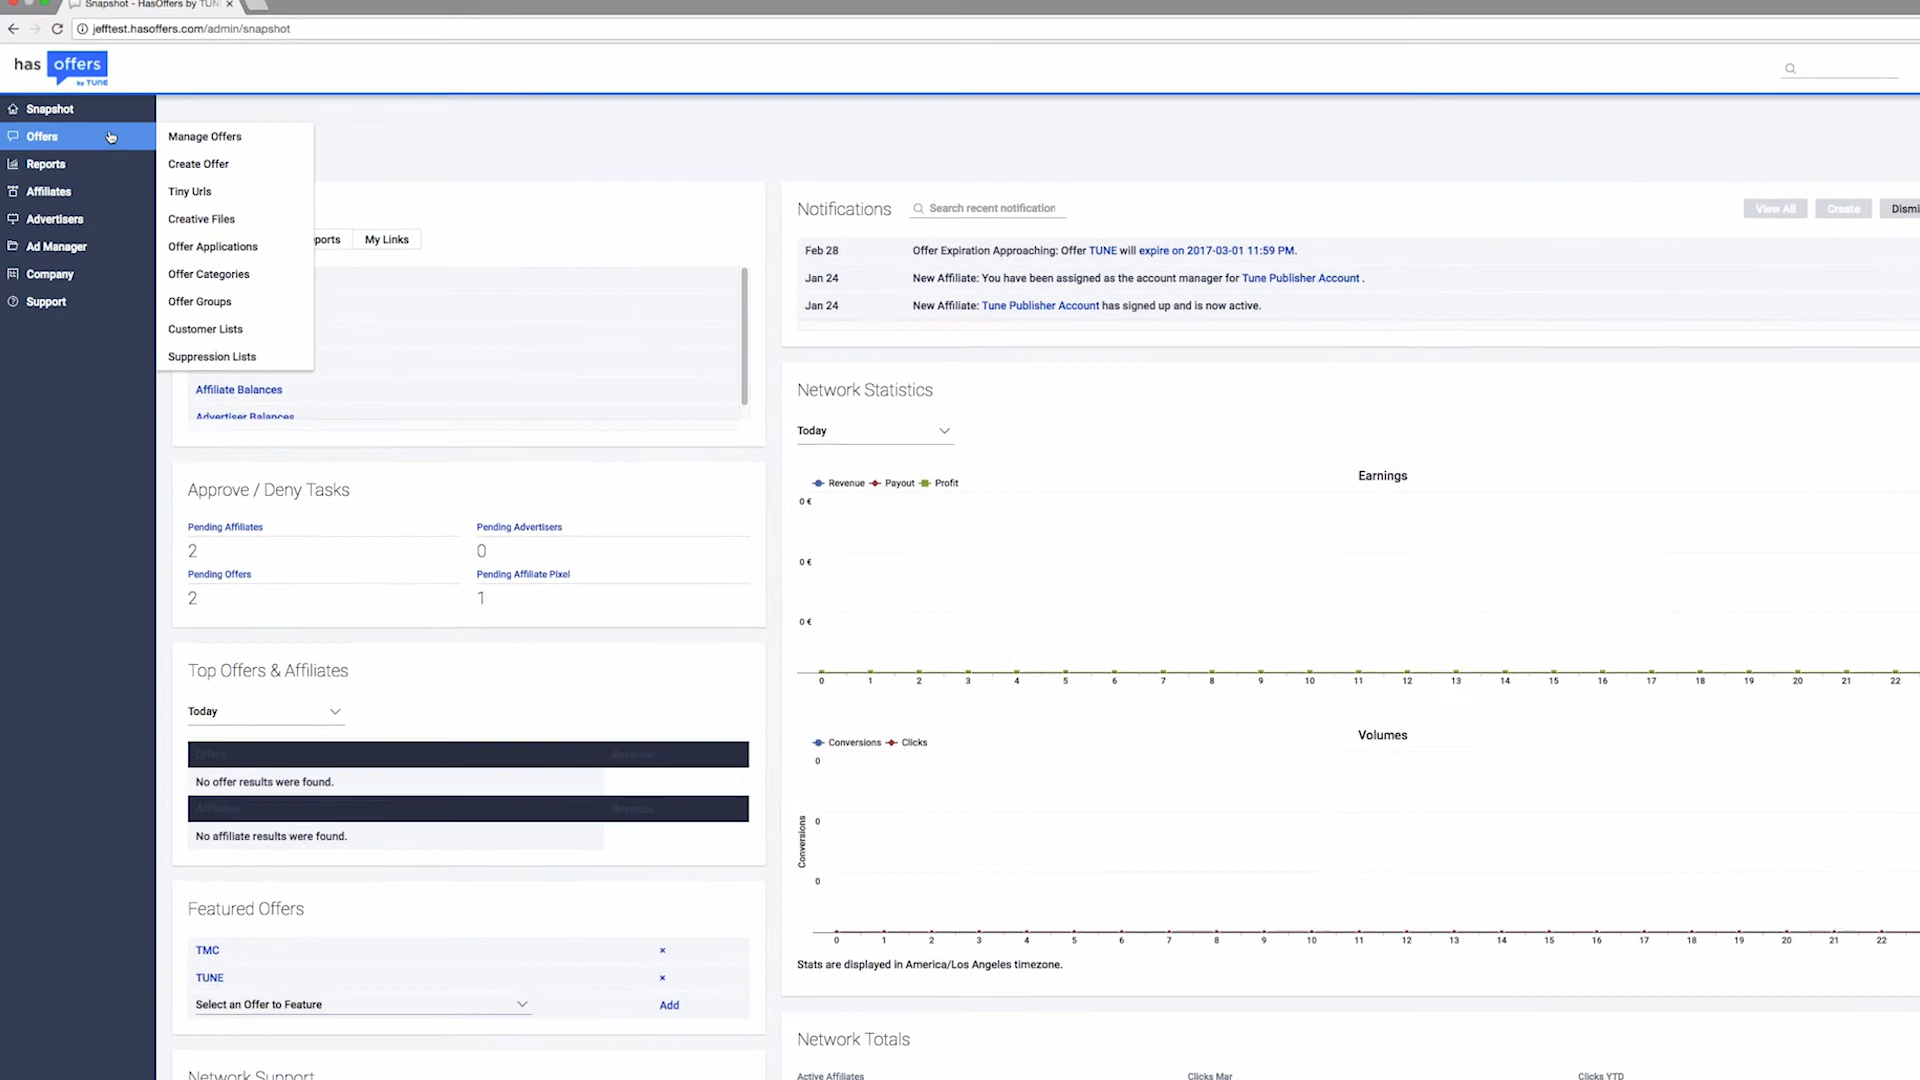 Snapshot - HasOffers by TUN
jefftest.hasoffers.com/admin/snapshot
has offers
by TUNE
Snapshot
Offers
Reports
Affiliates
Advertisers
Ad Manager
Company
Support
Manage Offers
Create Offer
Tiny Urls
Creative Files
Offer Applications
Offer Categories
Offer Groups
Customer Lists
Suppression Lists
ports
My Links
Affiliate Balances
Advertiser Balances
Approve / Deny Tasks
Pending Affiliates
2
Pending Advertisers
0
Pending Offers
2
Pending Affiliate Pixel
1
Top Offers & Affiliates
Today
Offers Revenue
No offer results were found.
Affiliates Revenue
No affiliate results were found.
Featured Offers
TMC ×
TUNE ×
Select an Offer to Feature Add
Network Support
Notifications
Search recent notification
View All
Create
Dismi
Feb 28 Offer Expiration Approaching: Offer TUNE will expire on 2017-03-01 11:59 PM.
Jan 24 New Affiliate: You have been assigned as the account manager for Tune Publisher Account .
Jan 24 New Affiliate: Tune Publisher Account has signed up and is now active.
Network Statistics
Today
Earnings
Revenue Payout Profit
0 €
0 €
0 €
0 1 2 3 4 5 6 7 8 9 10 11 12 13 14 15 16 17 18 19 20 21 22
Volumes
Conversions Clicks
0
0
0
Conversions
0 1 2 3 4 5 6 7 8 9 10 11 12 13 14 15 16 17 18 19 20 21 22
Stats are displayed in America/Los Angeles timezone.
Network Totals
Active Affiliates Clicks Mar Clicks YTD